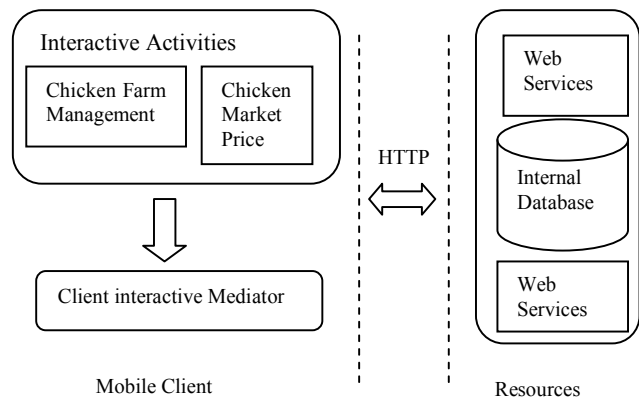 Interactive Activities
Chicken Farm
Management
Chicken
Market
Price
Client interactive Mediator
Mobile Client
HTTP
Web
Services
Internal
Database
Web
Services
Resources